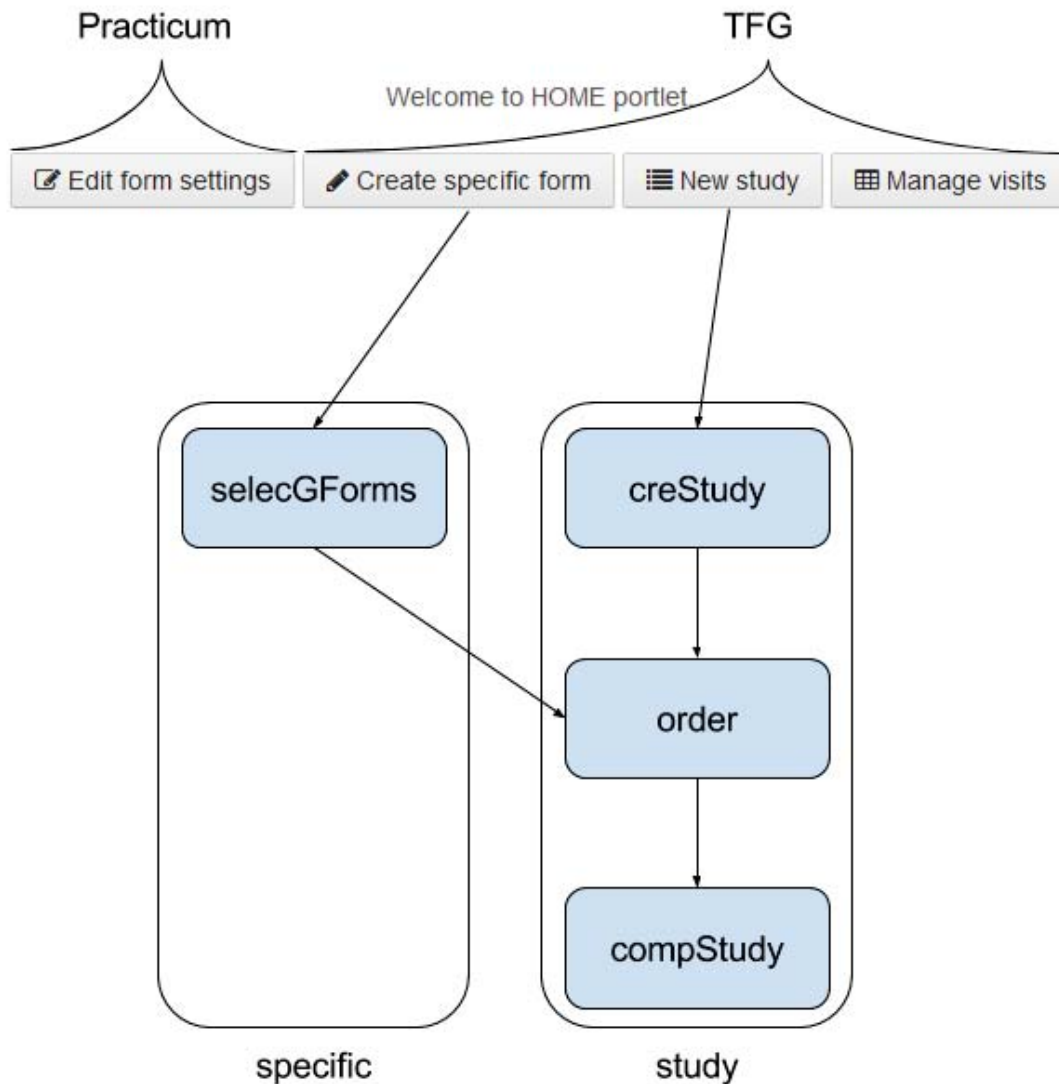 Practicum
TFG
Welcome to HOME portlet
Edit form settings
Create specific form
New study
Manage visits
selecGForms
creStudy
order
compStudy
specific
study